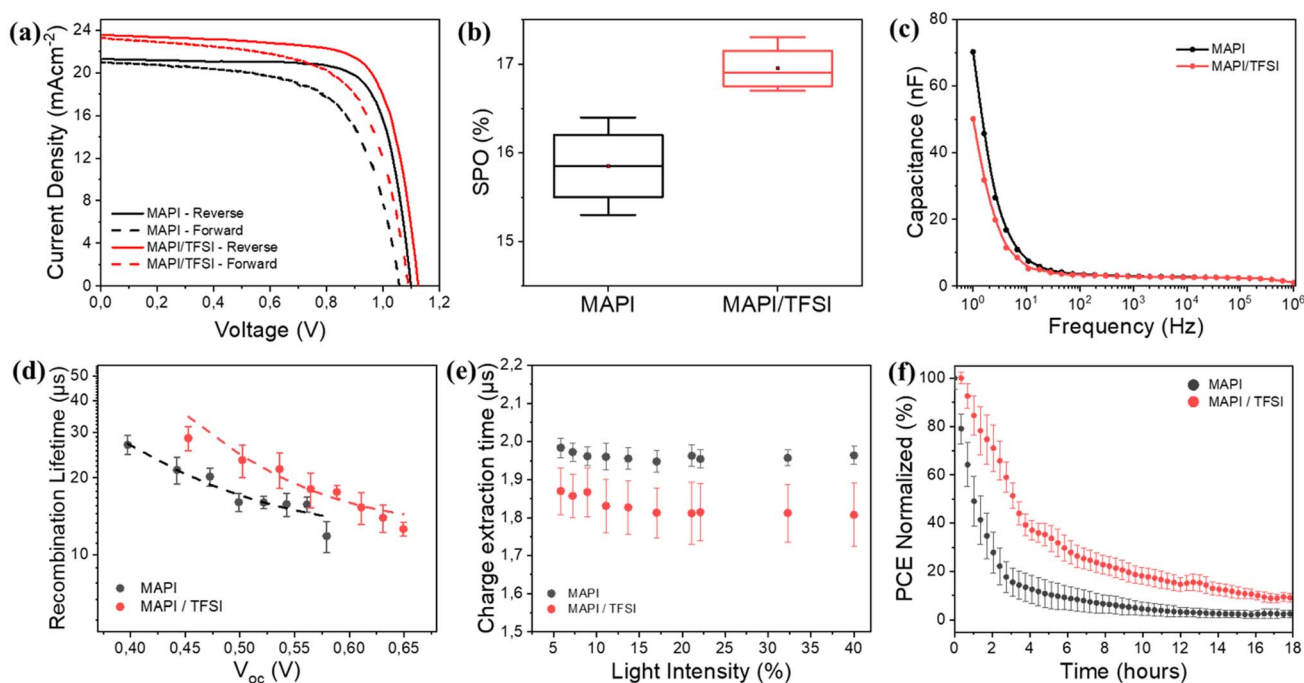 (a)
Current Density (mAcm⁻²)
24
20
16
12
8
4
0
MAPI - Reverse
MAPI - Forward
MAPI/TFSI - Reverse
MAPI/TFSI - Forward
0,0 0,2 0,4 0,6 0,8 1,0 1,2
Voltage (V)
(b)
SPO (%)
17
16
15
MAPI MAPI/TFSI
(c)
Capacitance (nF)
80
60
40
20
0
MAPI
MAPI/TFSI
10⁰ 10¹ 10² 10³ 10⁴ 10⁵ 10⁶
Frequency (Hz)
(d)
Recombination Lifetime (µs)
50
40
30
20
10
MAPI
MAPI / TFSI
0,40 0,45 0,50 0,55 0,60 0,65
Voc (V)
(e)
Charge extraction time (µs)
2,2
2,1
2,0
1,9
1,8
1,7
1,6
1,5
MAPI
MAPI / TFSI
5 10 15 20 25 30 35 40
Light Intensity (%)
(f)
PCE Normalized (%)
100
80
60
40
20
0
MAPI
MAPI / TFSI
0 2 4 6 8 10 12 14 16 18
Time (hours)